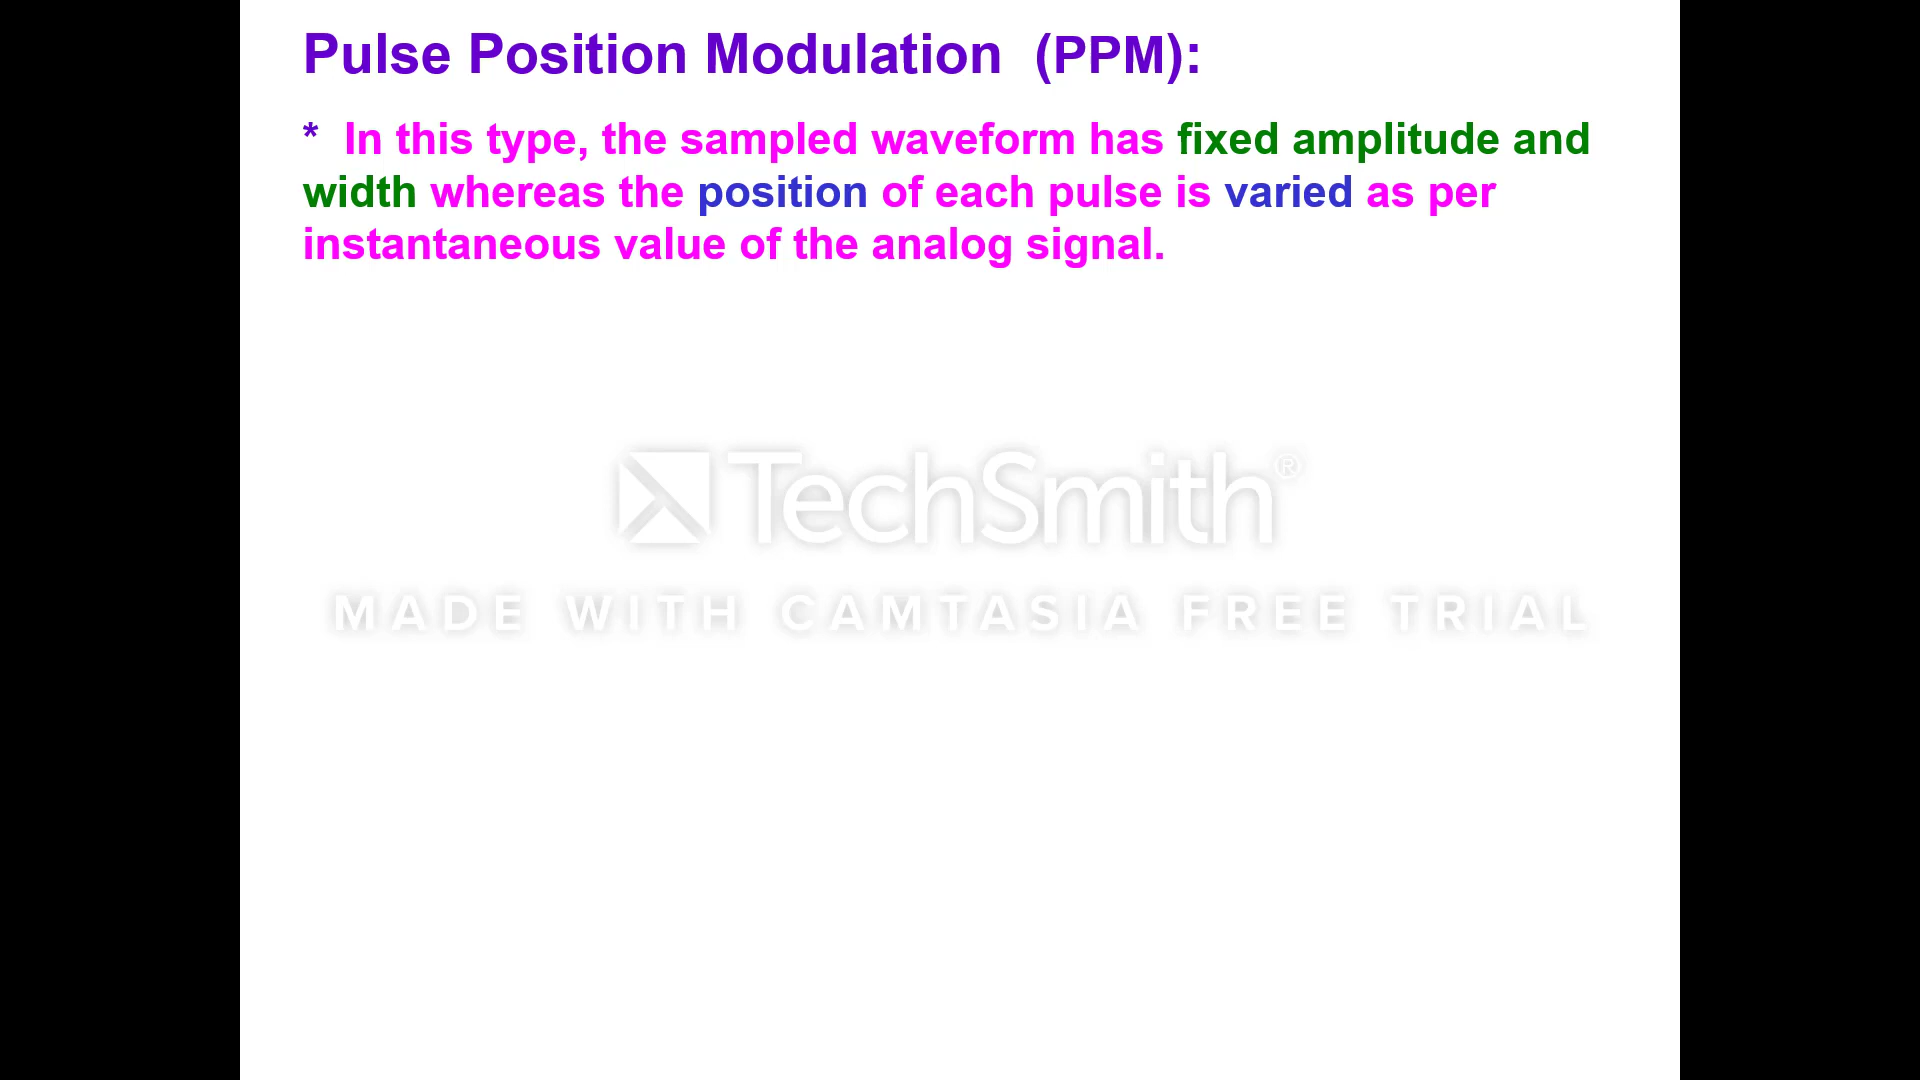 Pulse Position Modulation (PPM):
* In this type, the sampled waveform has fixed amplitude and
width whereas the position of each pulse is varied as per
instantaneous value of the analog signal.
TechSmith®
MADE WITH CAMTASIA FREE TRIAL